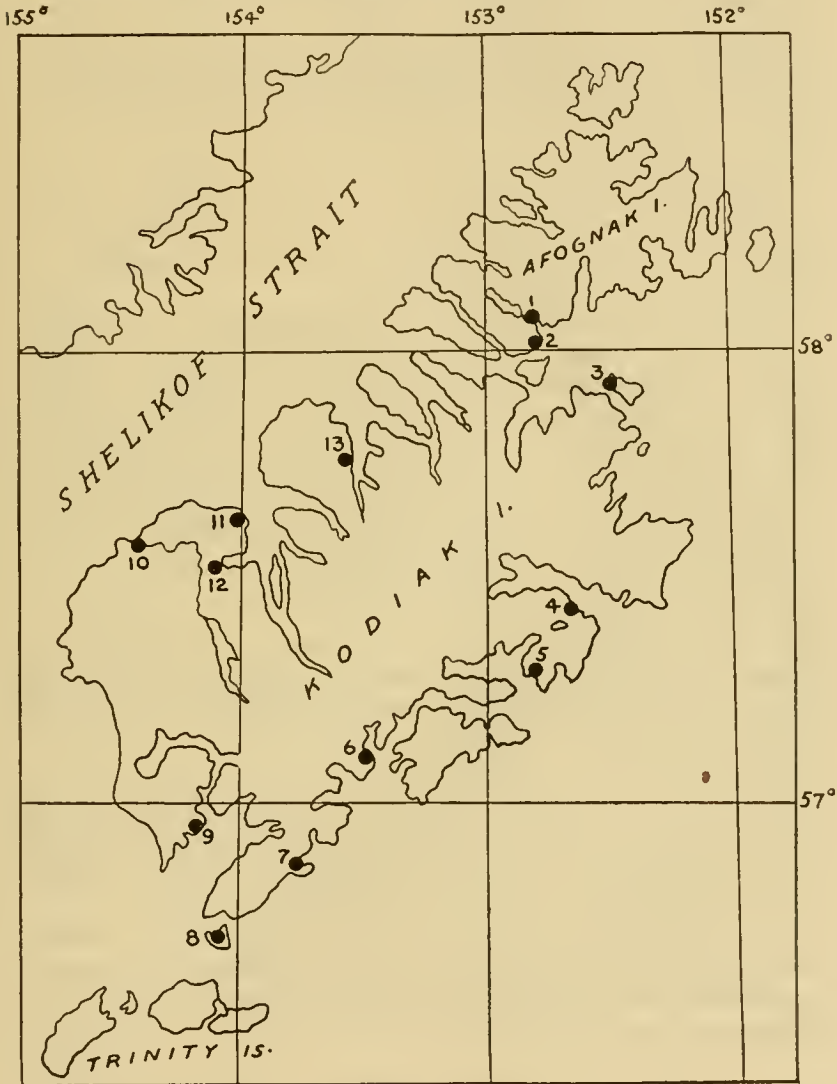 155° 154° 153° 152°
STRAIT
AFOGNAK I.
1
2
58°
3
SHELIKOF
13
KODIAK I.
11
10
12
4
5
6
57°
9
7
8
TRINITY IS.